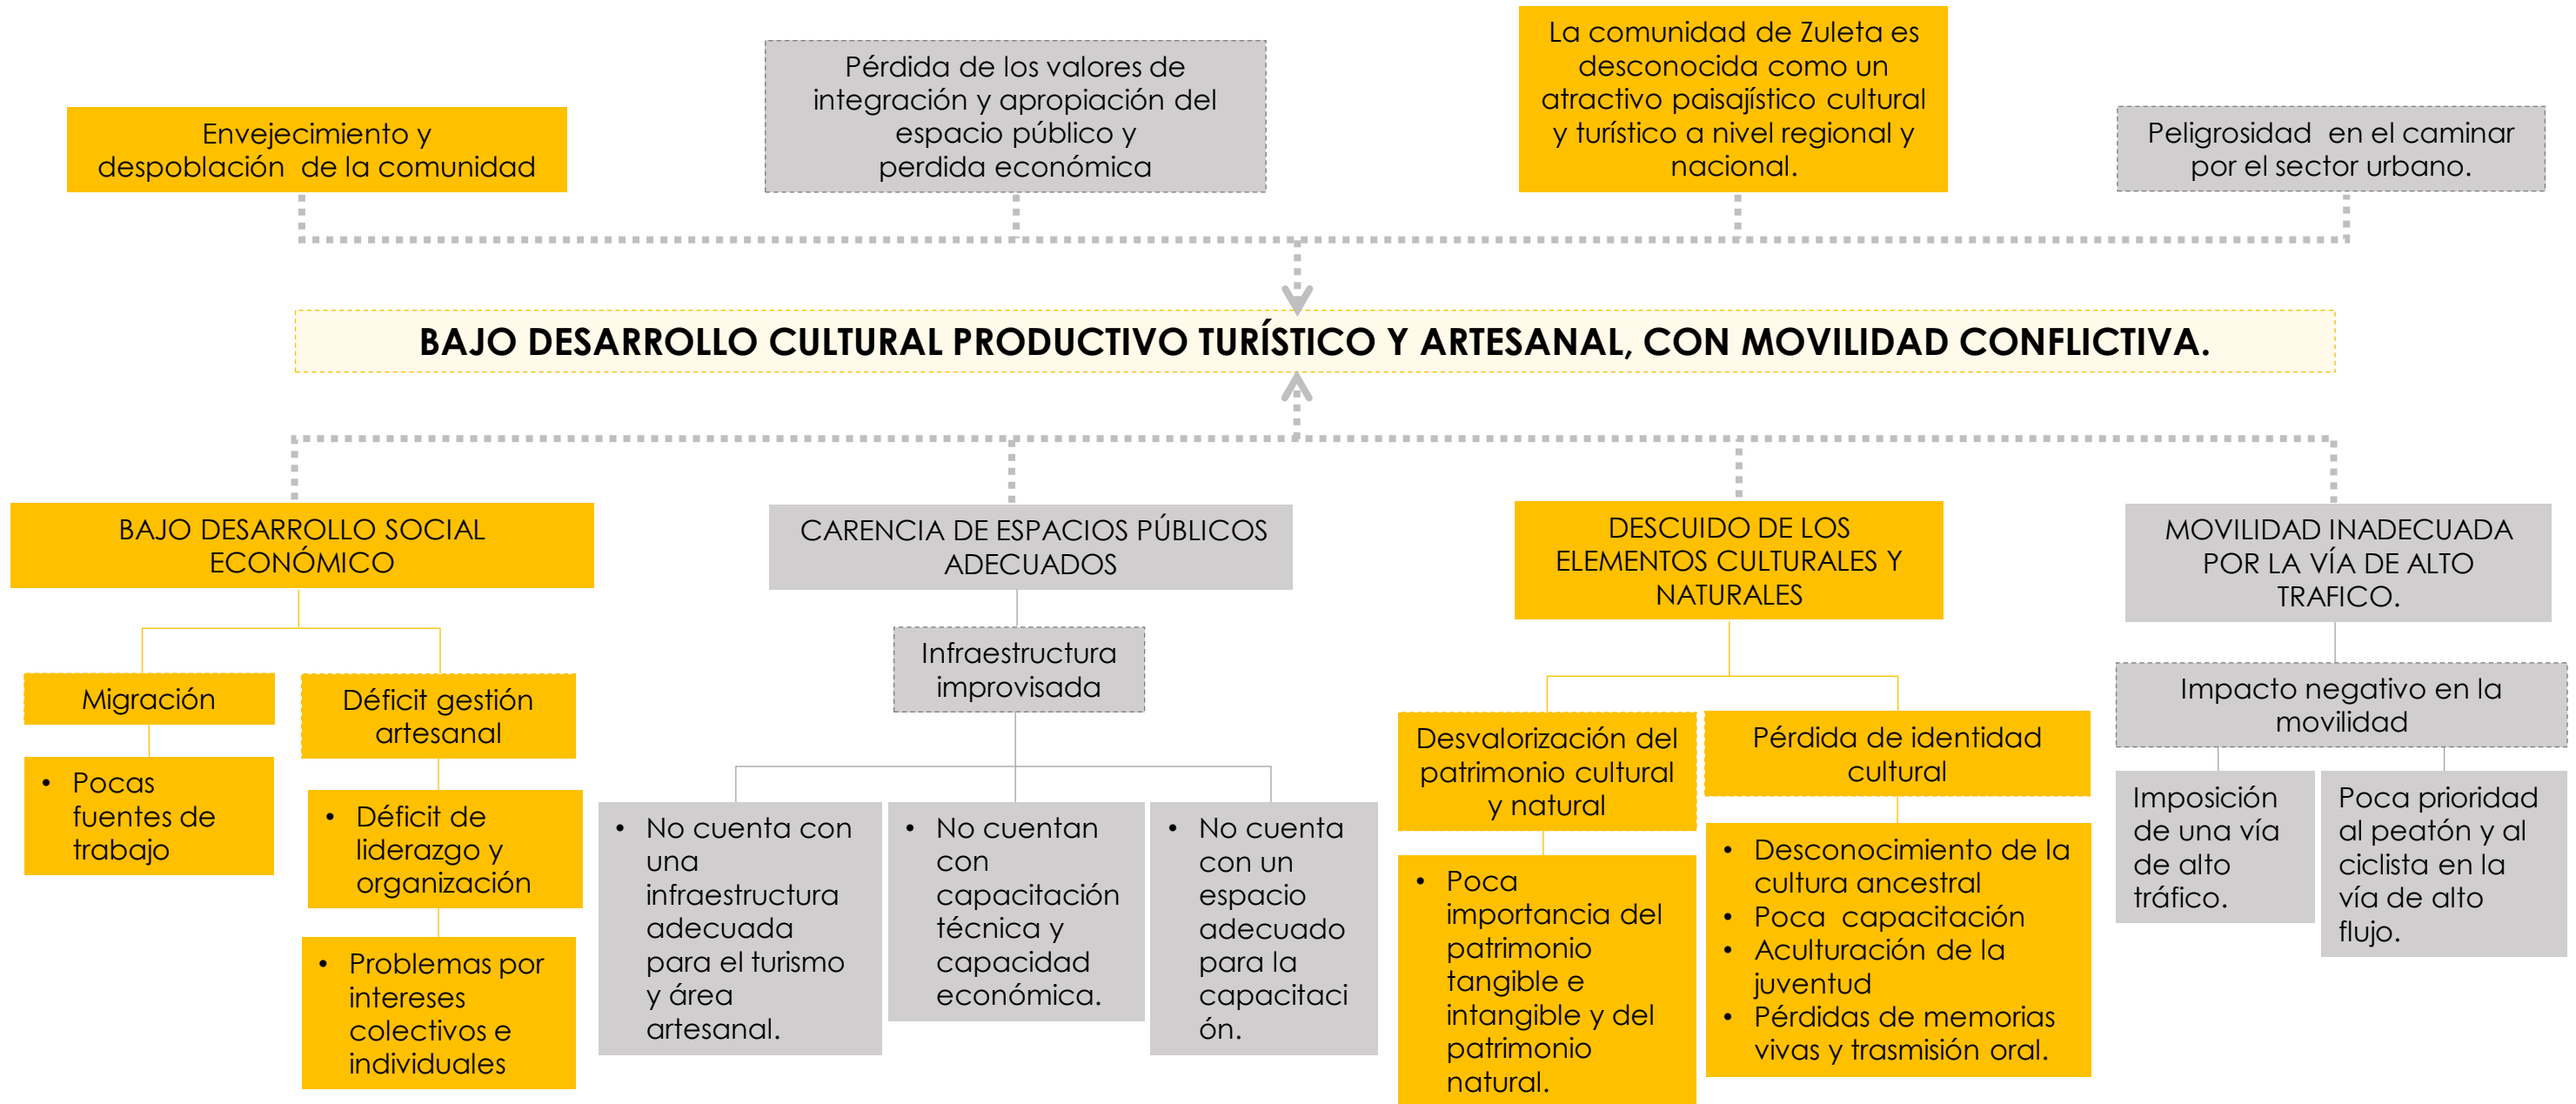 Envejecimiento y
despoblación de la comunidad
Pérdida de los valores de
integración y apropiación del
espacio público y
perdida económica
La comunidad de Zuleta es
desconocida como un
atractivo paisajístico cultural
y turístico a nivel regional y
nacional.
Peligrosidad en el caminar
por el sector urbano.
BAJO DESARROLLO CULTURAL PRODUCTIVO TURÍSTICO Y ARTESANAL, CON MOVILIDAD CONFLICTIVA.
BAJO DESARROLLO SOCIAL
ECONÓMICO
Migración
• Pocas
fuentes de
trabajo
Déficit gestión
artesanal
• Déficit de
liderazgo y
organización
• Problemas por
intereses
colectivos e
individuales
CARENCIA DE ESPACIOS PÚBLICOS
ADECUADOS
Infraestructura
improvisada
• No cuenta con
una
infraestructura
adecuada
para el turismo
y área
artesanal.
• No cuentan
con
capacitación
técnica y
capacidad
económica.
• No cuenta
con un
espacio
adecuado
para la
capacitaci
ón.
DESCUIDO DE LOS
ELEMENTOS CULTURALES Y
NATURALES
Desvalorización del
patrimonio cultural
y natural
• Poca
importancia del
patrimonio
tangible e
intangible y del
patrimonio
natural.
Pérdida de identidad
cultural
• Desconocimiento de la
cultura ancestral
• Poca capacitación
• Aculturación de la
juventud
• Pérdidas de memorias
vivas y trasmisión oral.
MOVILIDAD INADECUADA
POR LA VÍA DE ALTO
TRAFICO.
Impacto negativo en la
movilidad
Imposición
de una vía
de alto
tráfico.
Poca prioridad
al peatón y al
ciclista en la
vía de alto
flujo.